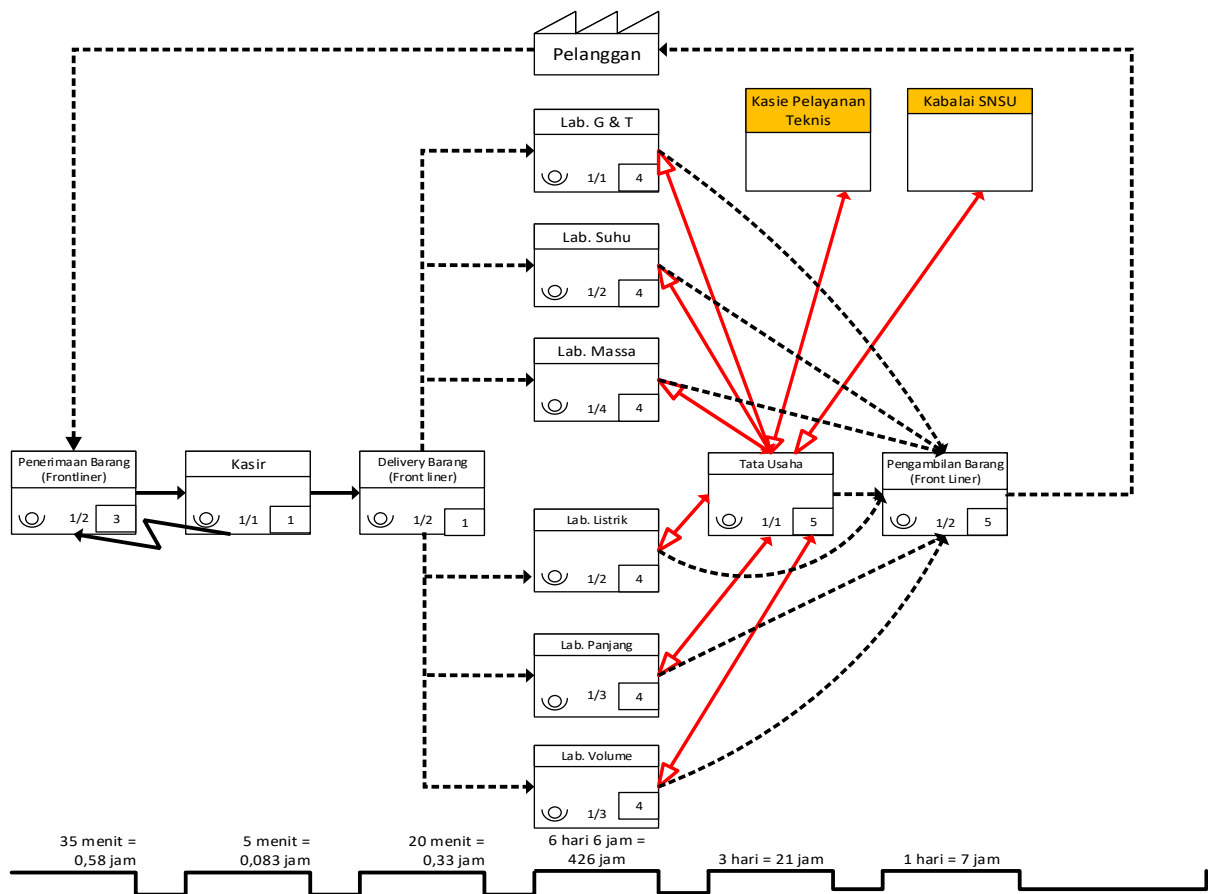 Pelanggan
Lab. G & T
1/1
4
Kasie Pelayanan
Teknis
Kabalai SNSU
Lab. Suhu
1/2
4
Lab. Massa
1/4
4
Penerimaan Barang
(Frontliner)
1/2
3
Kasir
1/1
1
Delivery Barang
(Front liner)
1/2
1
Tata Usaha
1/1
5
Pengambilan Barang
(Front Liner)
1/2
5
Lab. Listrik
1/2
4
Lab. Panjang
1/3
4
Lab. Volume
1/3
4
35 menit =
0,58 jam
5 menit =
0,083 jam
20 menit =
0,33 jam
6 hari 6 jam =
426 jam
3 hari = 21 jam
1 hari = 7 jam